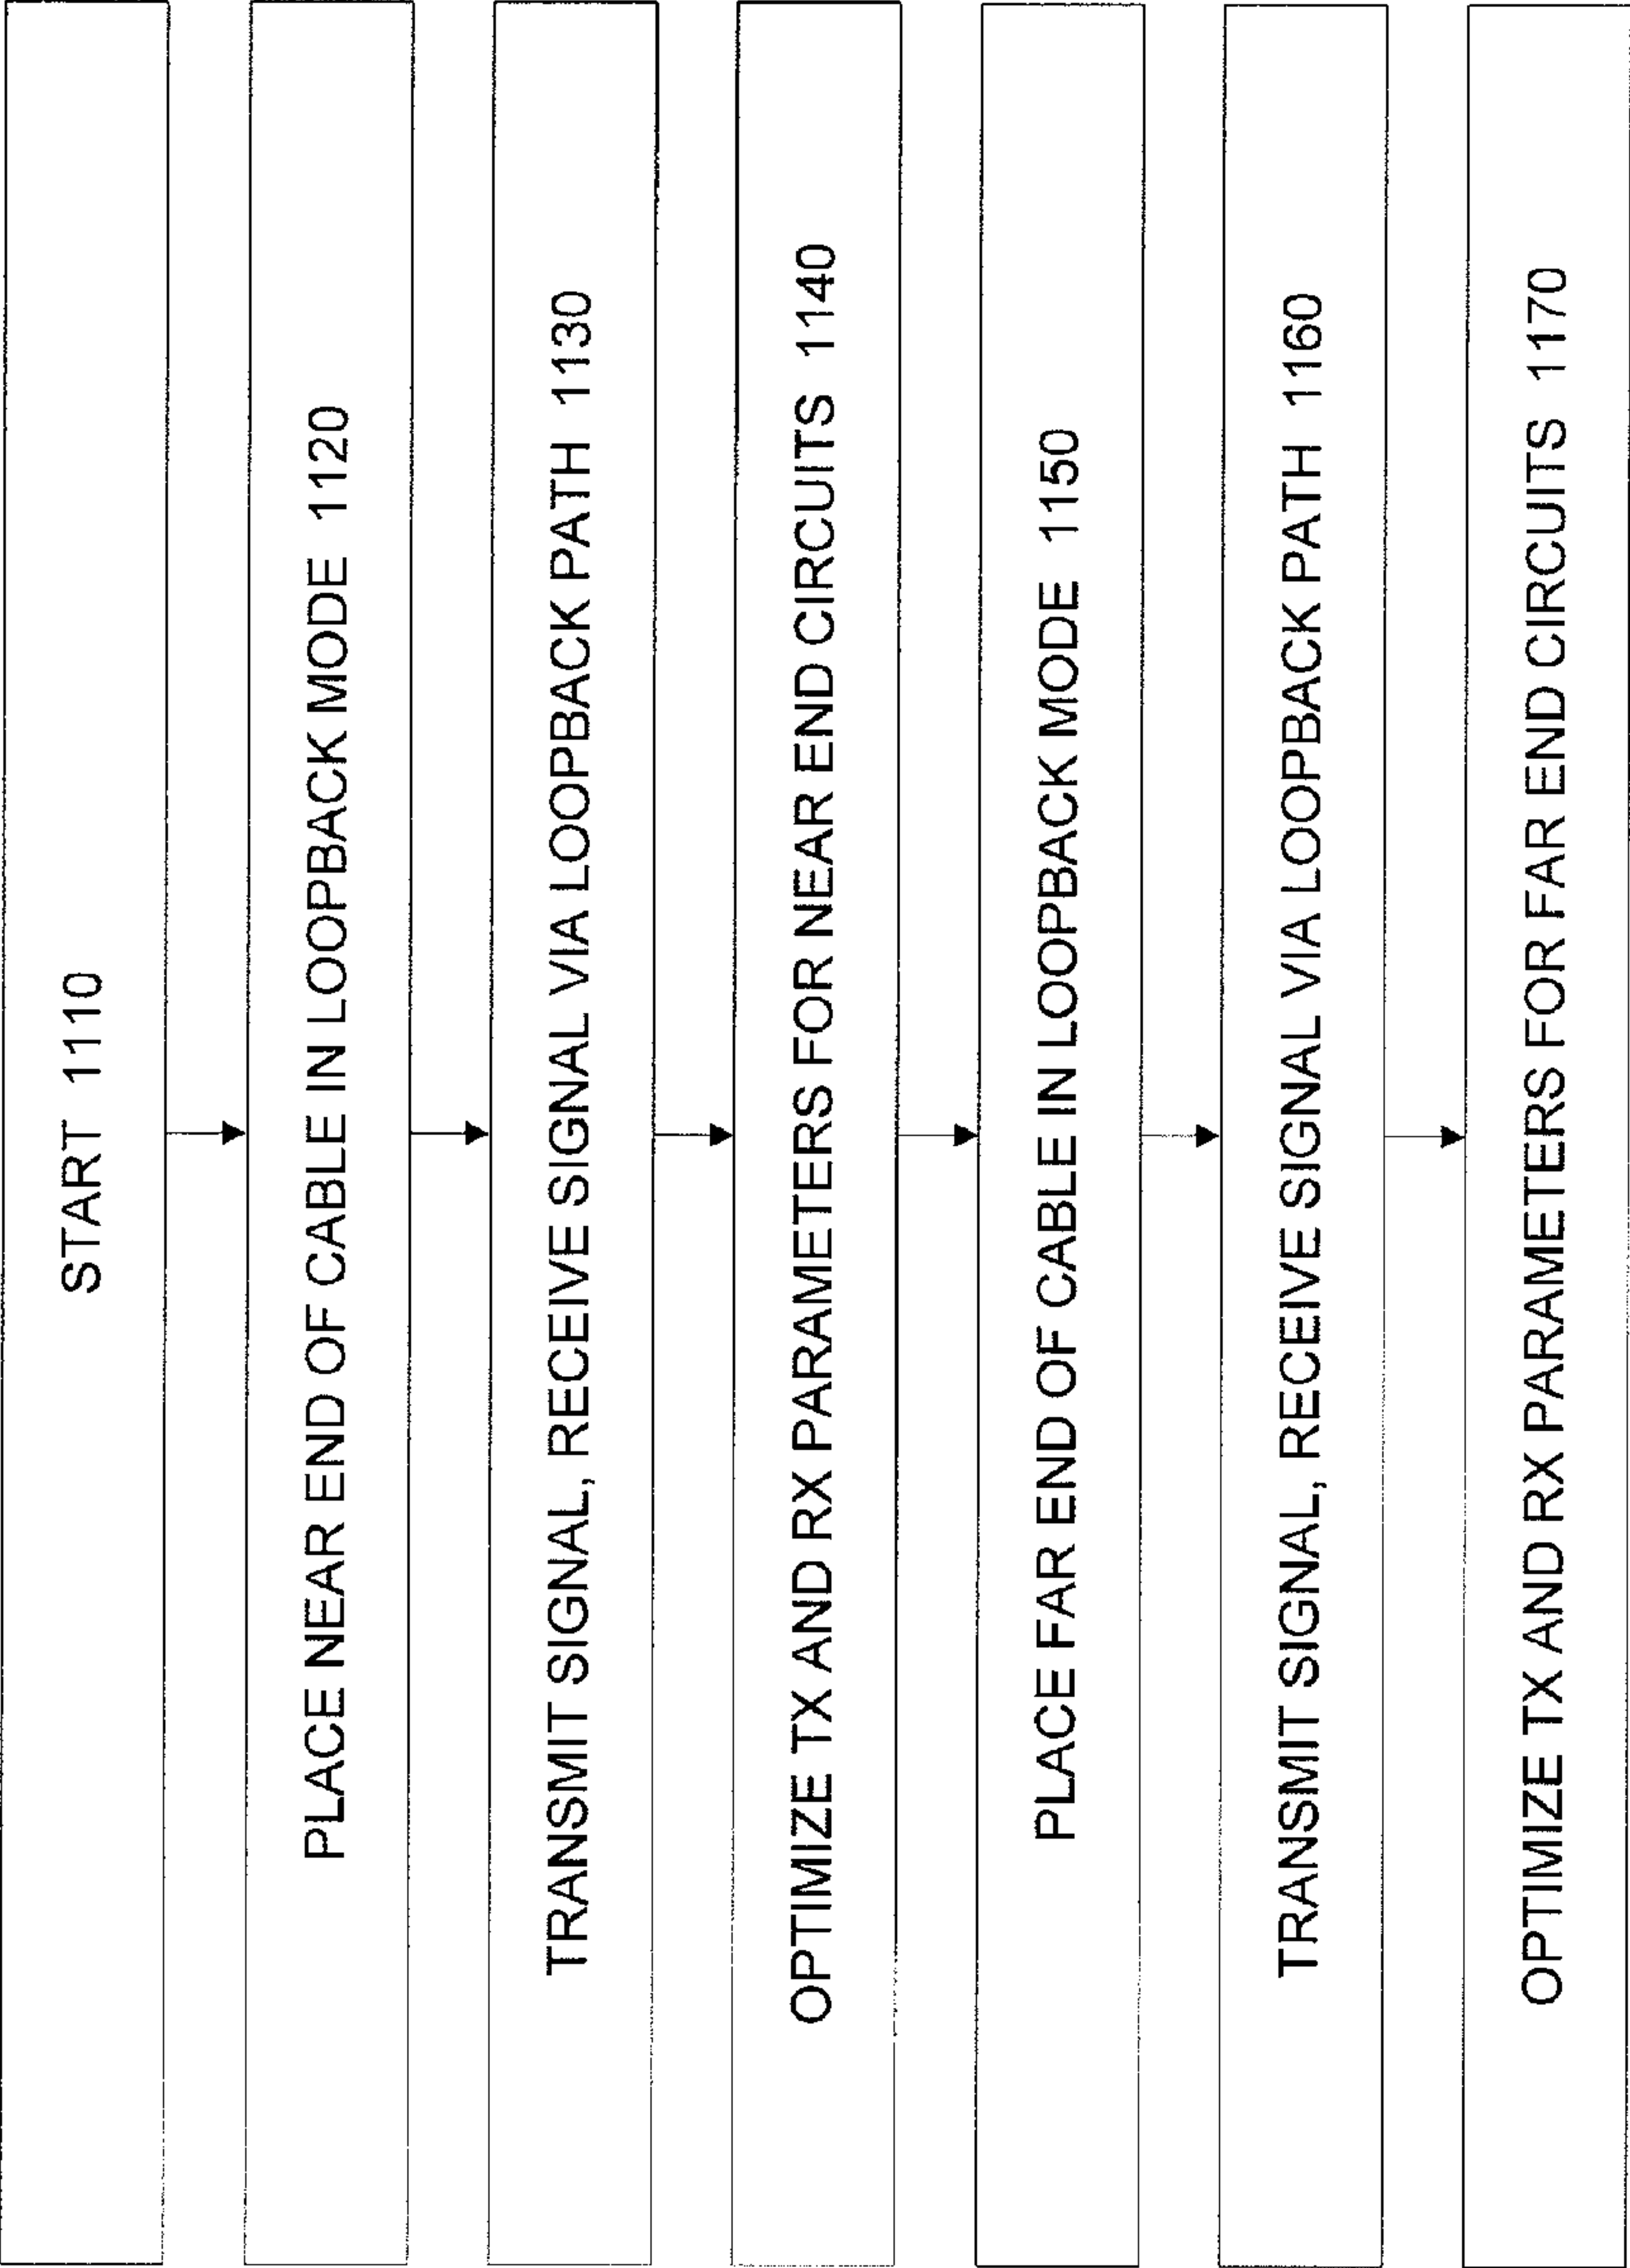 START 1110
PLACE NEAR END OF CABLE IN LOOPBACK MODE 1120
TRANSMIT SIGNAL, RECEIVE SIGNAL VIA LOOPBACK PATH 1130
OPTIMIZE TX AND RX PARAMETERS FOR NEAR END CIRCUITS 1140
PLACE FAR END OF CABLE IN LOOPBACK MODE 1150
TRANSMIT SIGNAL, RECEIVE SIGNAL VIA LOOPBACK PATH 1160
OPTIMIZE TX AND RX PARAMETERS FOR FAR END CIRCUITS 1170